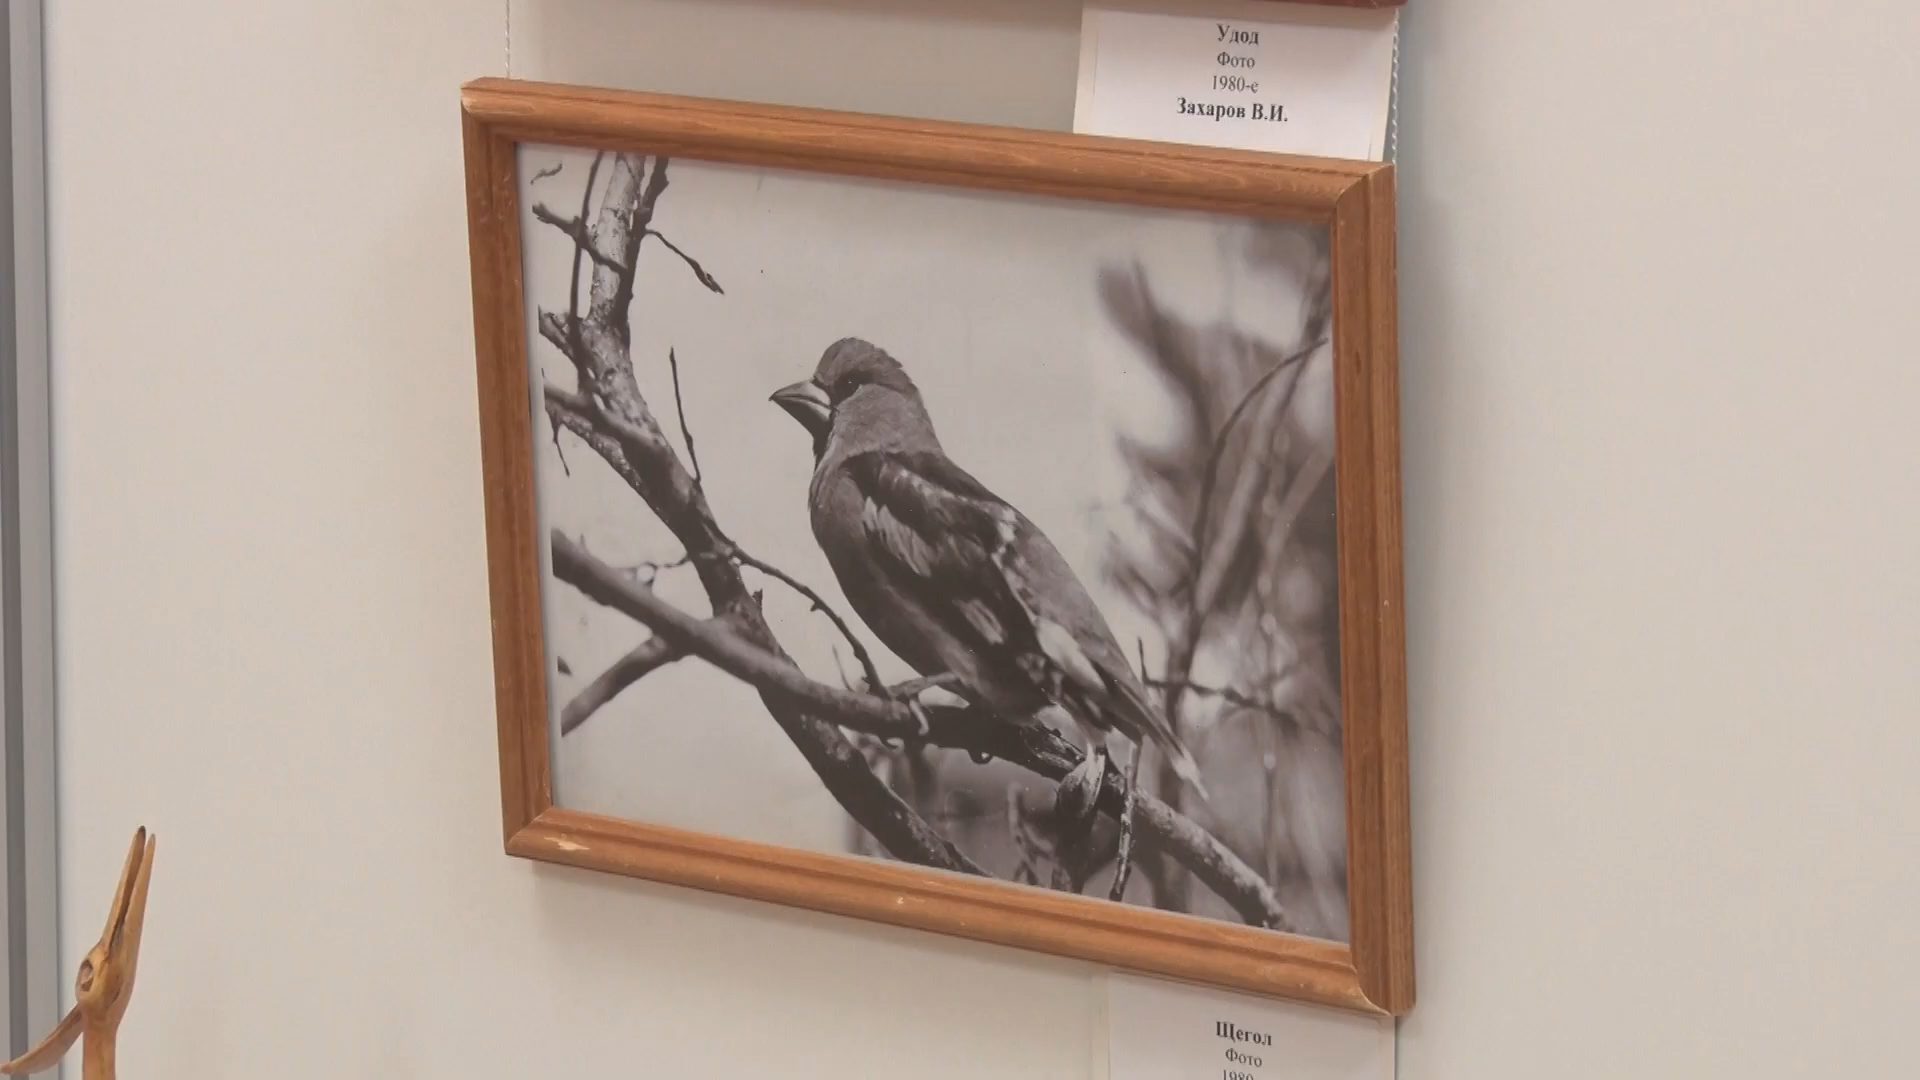 Удод
Фото
1980-е
Захаров В.И.
Щегол
Фото